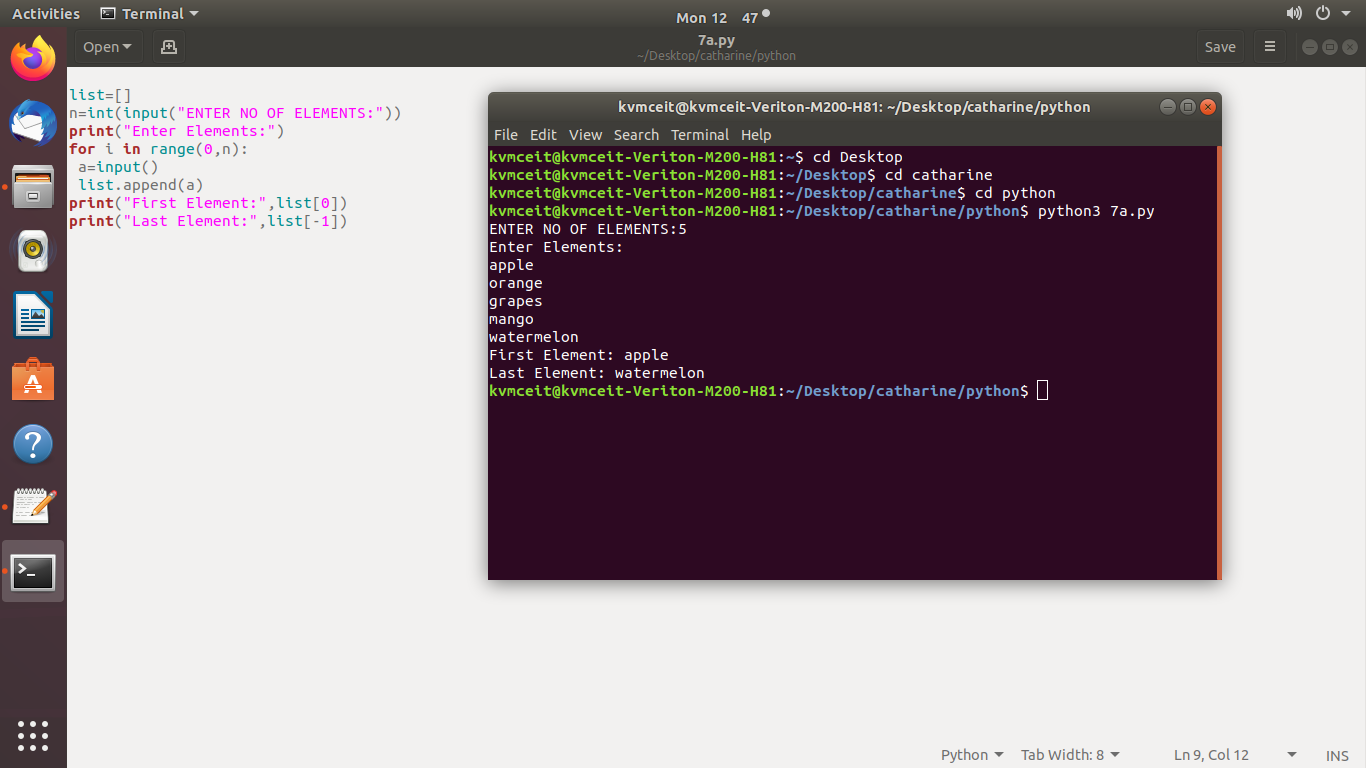 Activities
Terminal
Mon 12 47
Open
7a.py
~/Desktop/catharine/python
Save
list=[]
n=int(input("ENTER NO OF ELEMENTS:"))
print("Enter Elements:")
for i in range(0,n):
 a=input()
 list.append(a)
print("First Element:",list[0])
print("Last Element:",list[-1])
kvmceit@kvmceit-Veriton-M200-H81: ~/Desktop/catharine/python
File Edit View Search Terminal Help
kvmceit@kvmceit-Veriton-M200-H81:~$ cd Desktop
kvmceit@kvmceit-Veriton-M200-H81:~/Desktop$ cd catharine
kvmceit@kvmceit-Veriton-M200-H81:~/Desktop/catharine$ cd python
kvmceit@kvmceit-Veriton-M200-H81:~/Desktop/catharine/python$ python3 7a.py
ENTER NO OF ELEMENTS:5
Enter Elements:
apple
orange
grapes
mango
watermelon
First Element: apple
Last Element: watermelon
kvmceit@kvmceit-Veriton-M200-H81:~/Desktop/catharine/python$
Python Tab Width: 8 Ln 9, Col 12 INS